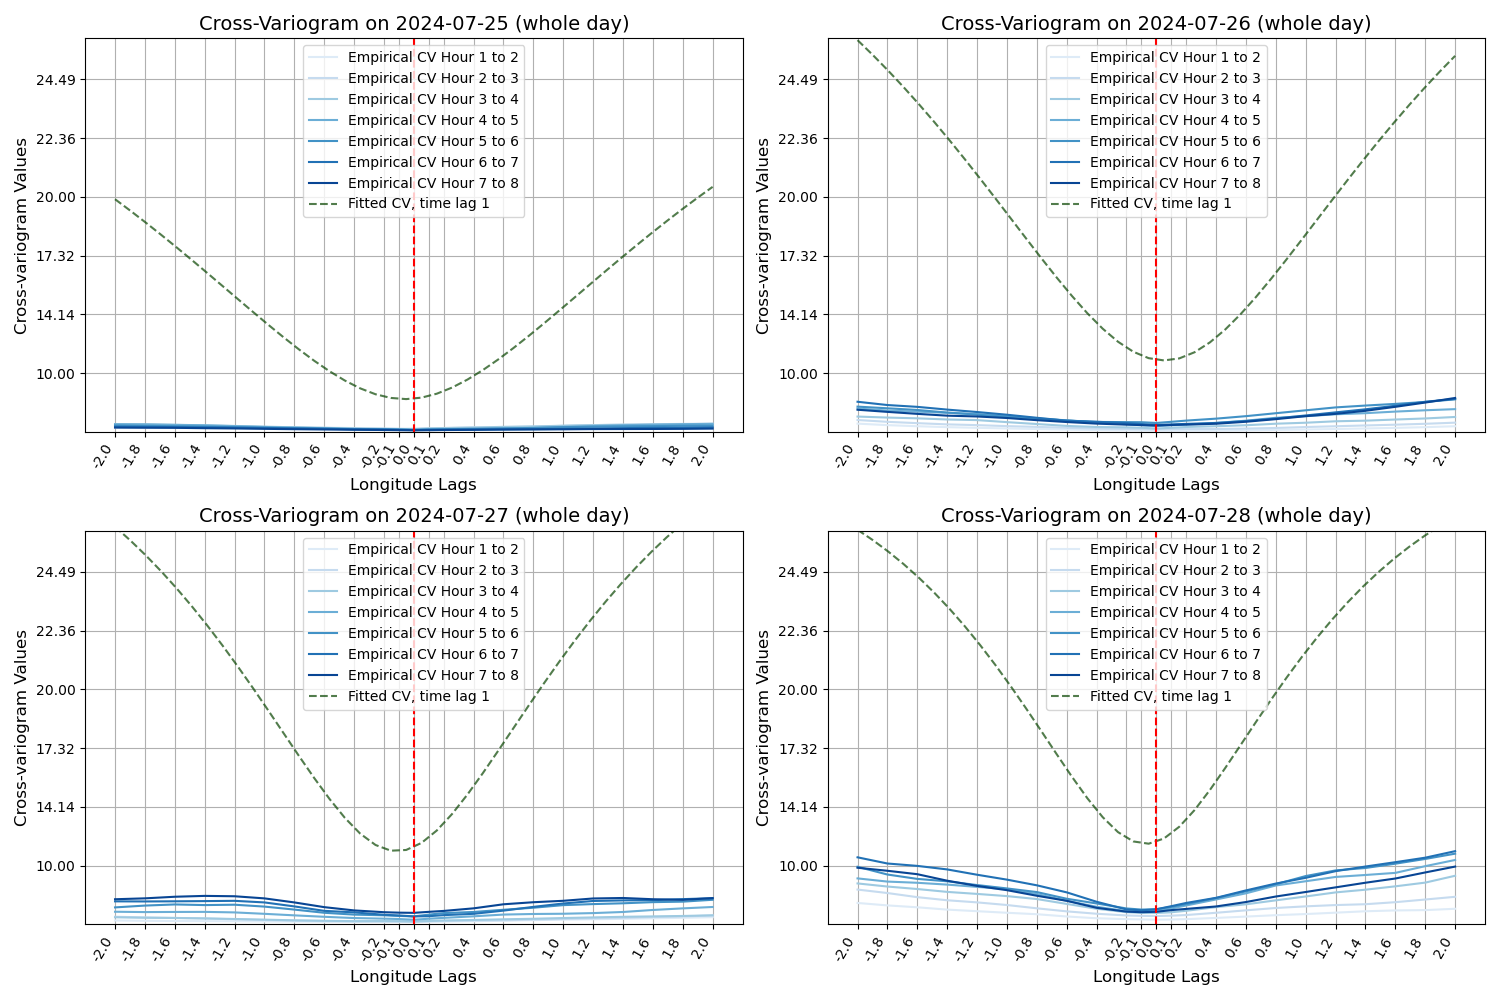 Cross-Variogram on 2024-07-25 (whole day)
Cross-variogram Values
24.49
22.36
20.00
17.32
14.14
10.00
Empirical CV Hour 1 to 2
Empirical CV Hour 2 to 3
Empirical CV Hour 3 to 4
Empirical CV Hour 4 to 5
Empirical CV Hour 5 to 6
Empirical CV Hour 6 to 7
Empirical CV Hour 7 to 8
Fitted CV, time lag 1
-2.0 -1.8 -1.6 -1.4 -1.2 -1.0 -0.8 -0.6 -0.4 -0.2 -0.1 0.0 0.1 0.2 0.4 0.6 0.8 1.0 1.2 1.4 1.6 1.8 2.0
Longitude Lags
Cross-Variogram on 2024-07-26 (whole day)
Cross-variogram Values
24.49
22.36
20.00
17.32
14.14
10.00
Empirical CV Hour 1 to 2
Empirical CV Hour 2 to 3
Empirical CV Hour 3 to 4
Empirical CV Hour 4 to 5
Empirical CV Hour 5 to 6
Empirical CV Hour 6 to 7
Empirical CV Hour 7 to 8
Fitted CV, time lag 1
-2.0 -1.8 -1.6 -1.4 -1.2 -1.0 -0.8 -0.6 -0.4 -0.2 -0.1 0.0 0.1 0.2 0.4 0.6 0.8 1.0 1.2 1.4 1.6 1.8 2.0
Longitude Lags
Cross-Variogram on 2024-07-27 (whole day)
Cross-variogram Values
24.49
22.36
20.00
17.32
14.14
10.00
Empirical CV Hour 1 to 2
Empirical CV Hour 2 to 3
Empirical CV Hour 3 to 4
Empirical CV Hour 4 to 5
Empirical CV Hour 5 to 6
Empirical CV Hour 6 to 7
Empirical CV Hour 7 to 8
Fitted CV, time lag 1
-2.0 -1.8 -1.6 -1.4 -1.2 -1.0 -0.8 -0.6 -0.4 -0.2 -0.1 0.0 0.1 0.2 0.4 0.6 0.8 1.0 1.2 1.4 1.6 1.8 2.0
Longitude Lags
Cross-Variogram on 2024-07-28 (whole day)
Cross-variogram Values
24.49
22.36
20.00
17.32
14.14
10.00
Empirical CV Hour 1 to 2
Empirical CV Hour 2 to 3
Empirical CV Hour 3 to 4
Empirical CV Hour 4 to 5
Empirical CV Hour 5 to 6
Empirical CV Hour 6 to 7
Empirical CV Hour 7 to 8
Fitted CV, time lag 1
-2.0 -1.8 -1.6 -1.4 -1.2 -1.0 -0.8 -0.6 -0.4 -0.2 -0.1 0.0 0.1 0.2 0.4 0.6 0.8 1.0 1.2 1.4 1.6 1.8 2.0
Longitude Lags